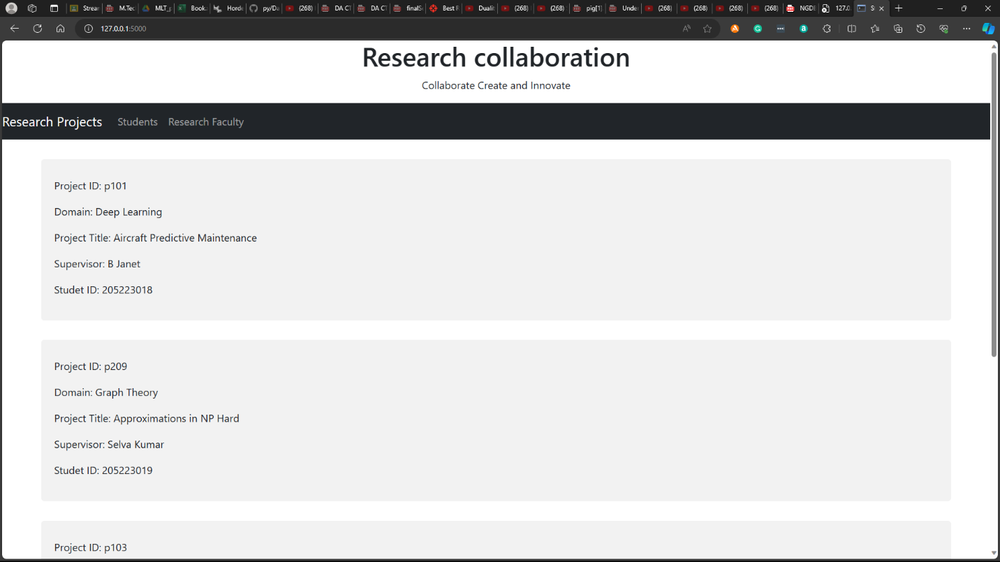 Stream
M.Tec
MLT_
Book
Horde
py/Da
(268)
DA CT
DA CT
finalS
Best R
Dualit
(268)
(268)
pig[1]
Under
(268)
(268)
(268)
(268)
NGDB
127.0.
127.0.0.1:5000
Research collaboration
Collaborate Create and Innovate
Research Projects Students Research Faculty
Project ID: p101
Domain: Deep Learning
Project Title: Aircraft Predictive Maintenance
Supervisor: B Janet
Studet ID: 205223018
Project ID: p209
Domain: Graph Theory
Project Title: Approximations in NP Hard
Supervisor: Selva Kumar
Studet ID: 205223019
Project ID: p103